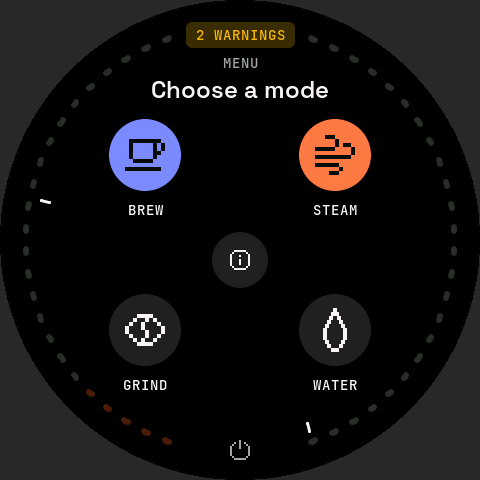 2 WARNINGS
MENU
Choose a mode
BREW
STEAM
GRIND
WATER